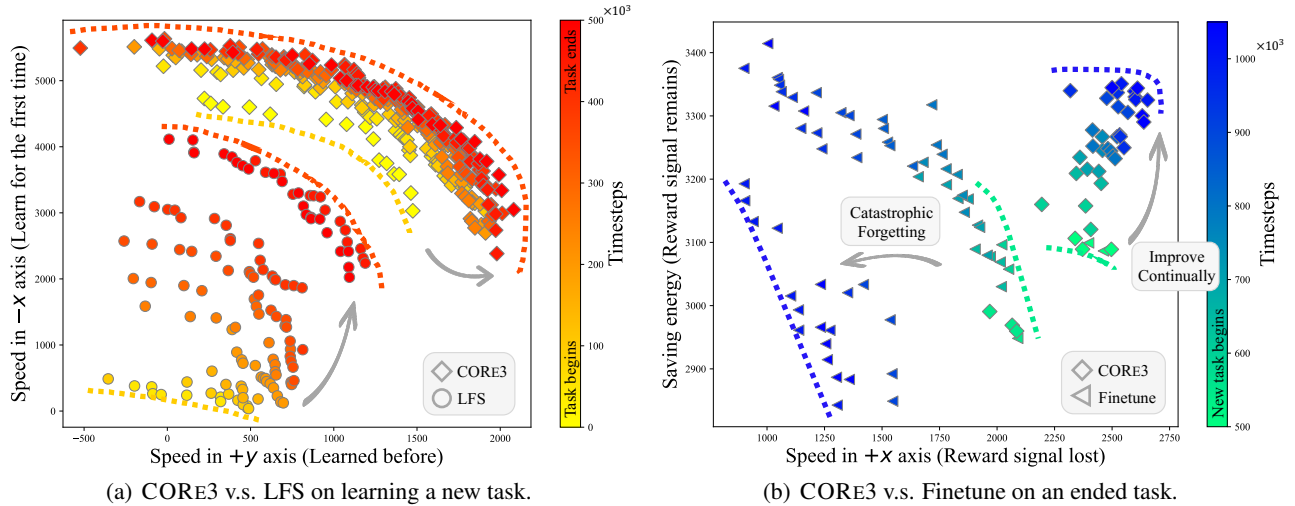 ×10³
500
Task ends
400
300
200
100
Task begins
0
Timesteps
Speed in −x axis (Learn for the first time)
5000
4000
3000
2000
1000
0
CORE3
LFS
−500
0
500
1000
1500
2000
Speed in +y axis (Learned before)
(a) CORE3 v.s. LFS on learning a new task.
×10³
1000
900
800
700
600
500
New task begins
Timesteps
Saving energy (Reward signal remains)
3400
3300
3200
3100
3000
2900
Catastrophic
Forgetting
Improve
Continually
CORE3
Finetune
1000
1250
1500
1750
2000
2250
2500
2750
Speed in +x axis (Reward signal lost)
(b) CORE3 v.s. Finetune on an ended task.